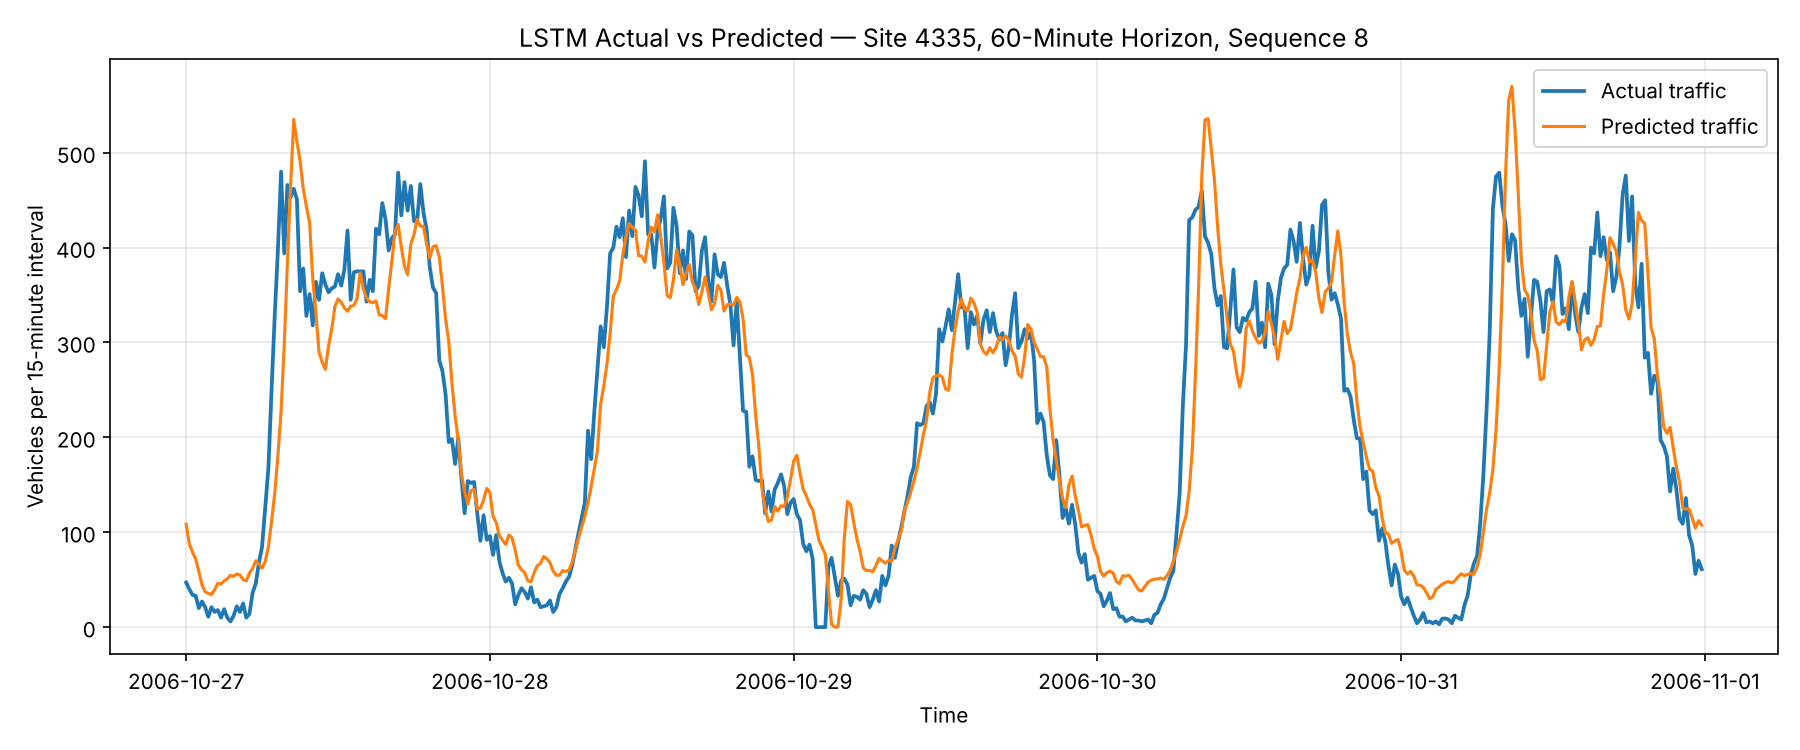 LSTM Actual vs Predicted — Site 4335, 60-Minute Horizon, Sequence 8
Actual traffic
Predicted traffic
Vehicles per 15-minute interval
500
400
300
200
100
0
2006-10-27
2006-10-28
2006-10-29
2006-10-30
2006-10-31
2006-11-01
Time